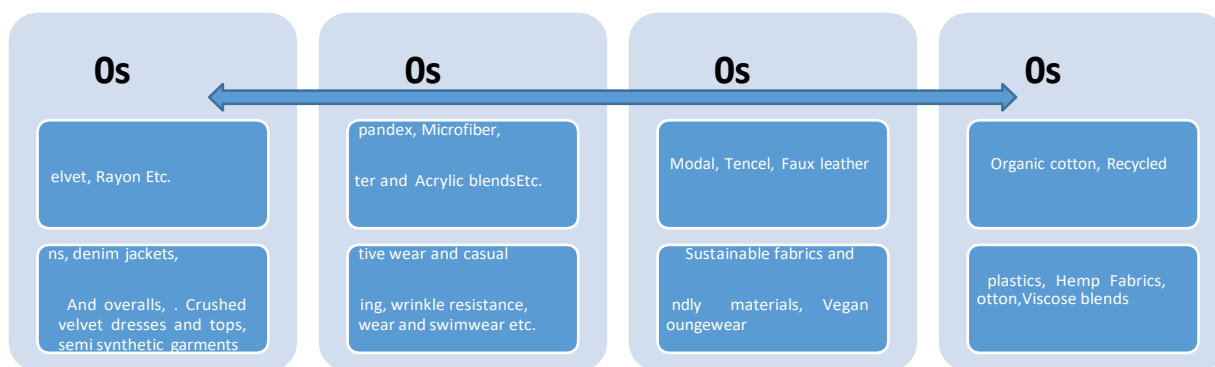 0s
elvet, Rayon Etc.
ns, denim jackets,
And overalls, . Crushed
velvet dresses and tops,
semi synthetic garments
0s
pandex, Microfiber,
ter and Acrylic blendsEtc.
tive wear and casual
ing, wrinkle resistance,
wear and swimwear etc.
0s
Modal, Tencel, Faux leather
Sustainable fabrics and
ndly materials, Vegan
oungewear
0s
Organic cotton, Recycled
plastics, Hemp Fabrics,
otton,Viscose blends